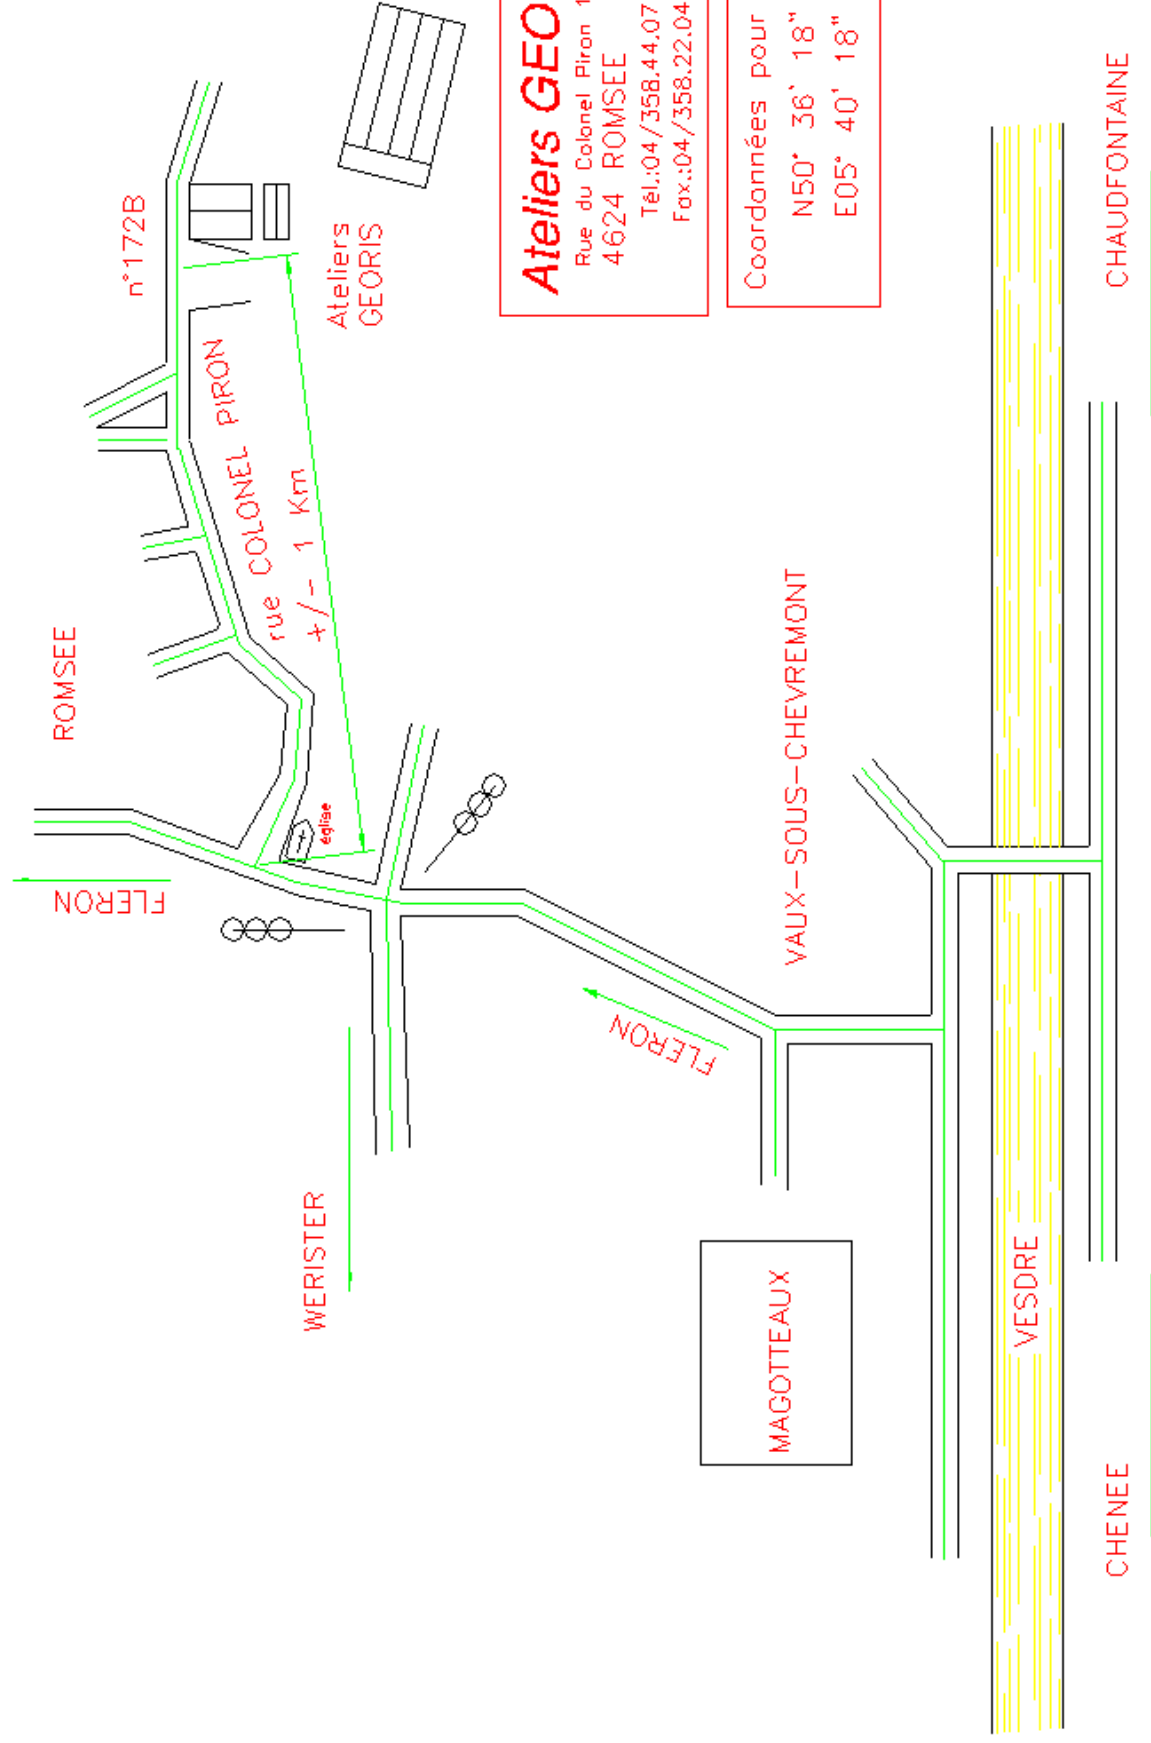 n°172B
ROMSEE
FLERON
Ateliers
GEORIS
rue COLONEL PIRON
+/- 1 Km
église
WERISTER
FLERON
VAUX-SOUS-CHEVREMONT
MAGOTTEAUX
VESDRE
CHENEE
CHAUDFONTAINE
Ateliers GEO
Rue du Colonel Piron 1
4624 ROMSEE
Tél.:04/358.44.07
Fax.:04/358.22.04
Coordonnées pour
N50° 36' 18"
E05° 40' 18"